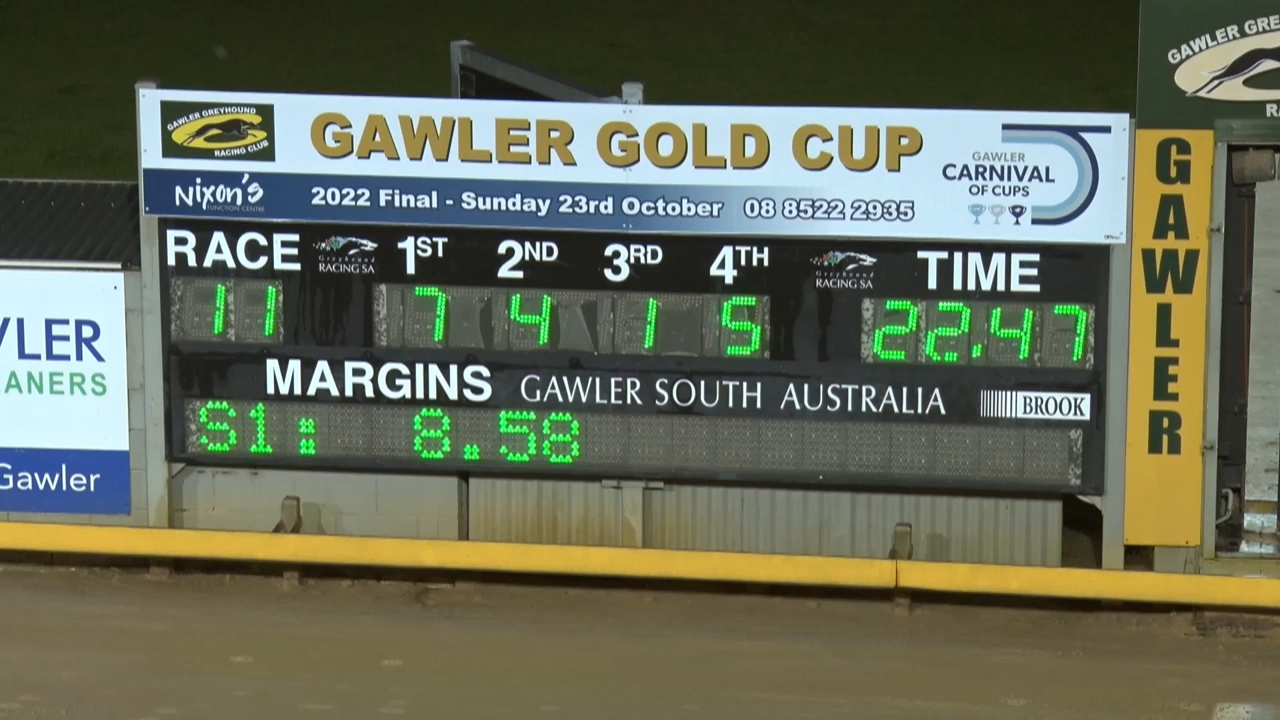 GAWLER GREYHOUND
RACING CLUB
GAWLER GOLD CUP
GAWLER
CARNIVAL
OF CUPS
Nixon's
FUNCTION CENTRE
2022 Final - Sunday 23rd October 08 8522 2935
RACE
Greyhound
RACING SA
1ST 2ND 3RD 4TH
Greyhound
RACING SA
TIME
11 7 4 1 5 22.47
MARGINS GAWLER SOUTH AUSTRALIA BROOK
S1: 8.58
GAWLER GRE
R
GAWLER
VLER
ANERS
Gawler